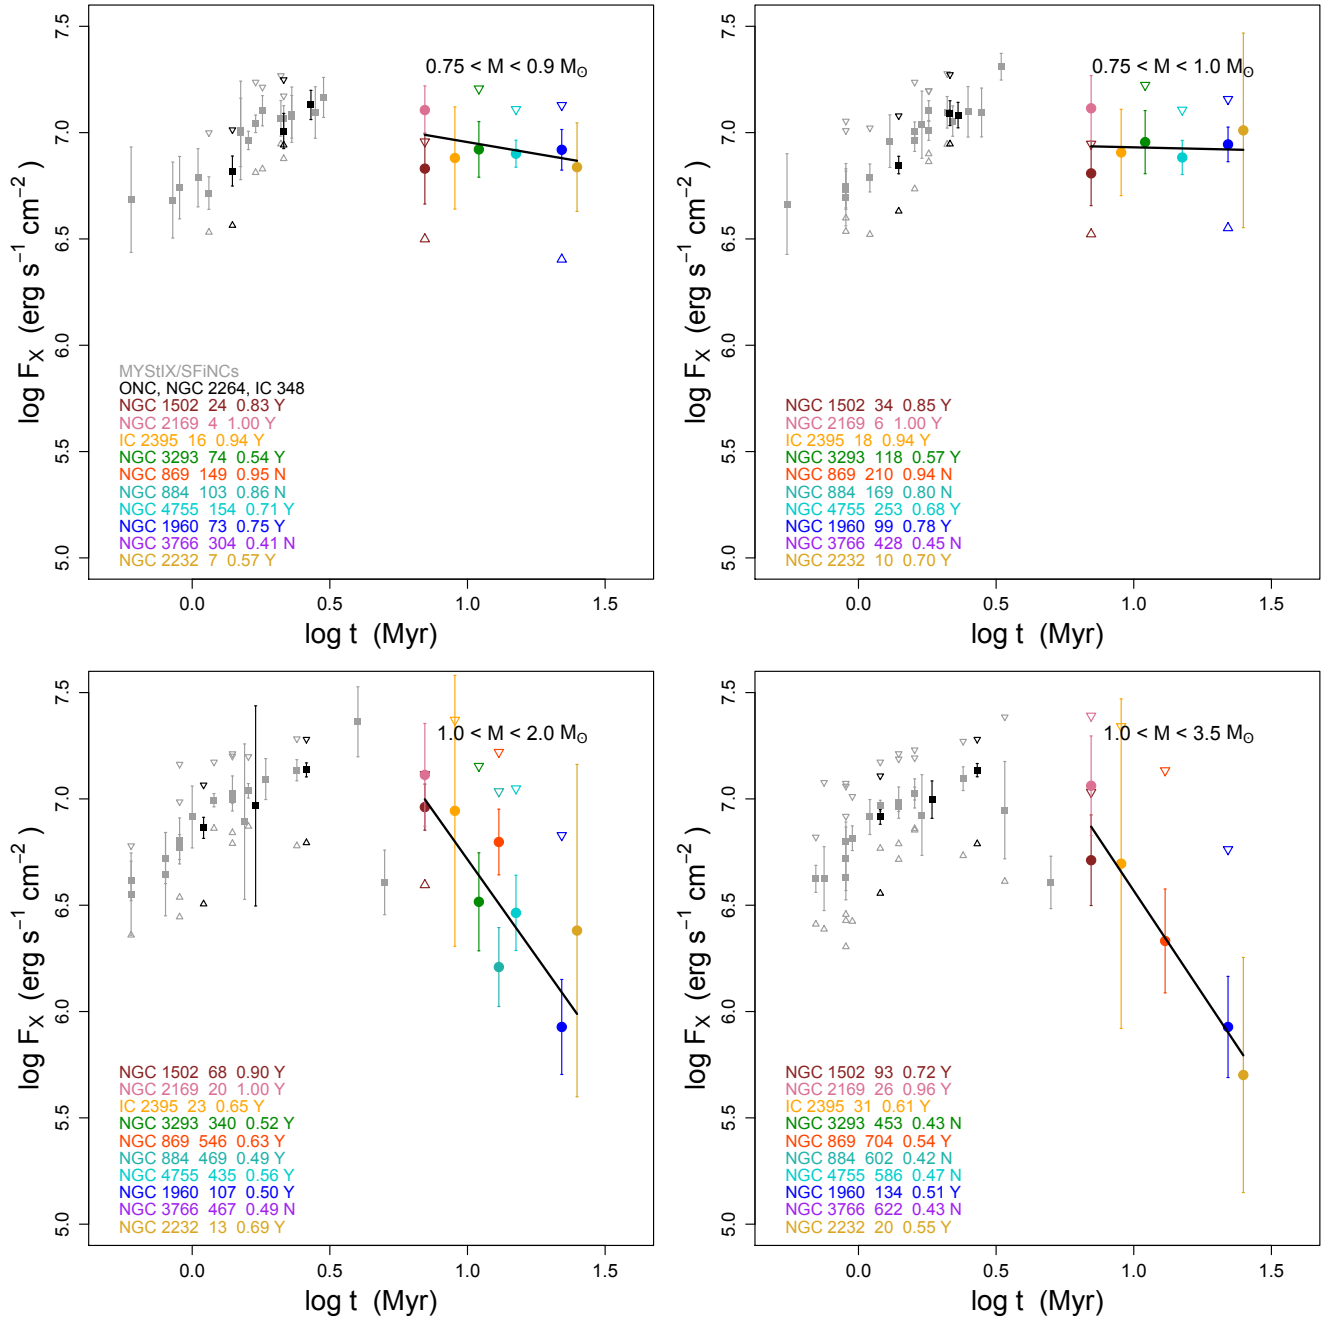 0.75 < M < 0.9 M⊙
log F_X (erg s⁻¹ cm⁻²)
7.5
7.0
6.5
6.0
5.5
5.0
MYStIX/SFiNCs
ONC, NGC 2264, IC 348
NGC 1502 24 0.83 Y
NGC 2169 4 1.00 Y
IC 2395 16 0.94 Y
NGC 3293 74 0.54 Y
NGC 869 149 0.95 N
NGC 884 103 0.86 N
NGC 4755 154 0.71 Y
NGC 1960 73 0.75 Y
NGC 3766 304 0.41 N
NGC 2232 7 0.57 Y
0.0 0.5 1.0 1.5
log t (Myr)
0.75 < M < 1.0 M⊙
log F_X (erg s⁻¹ cm⁻²)
7.5
7.0
6.5
6.0
5.5
5.0
NGC 1502 34 0.85 Y
NGC 2169 6 1.00 Y
IC 2395 18 0.94 Y
NGC 3293 118 0.57 Y
NGC 869 210 0.94 N
NGC 884 169 0.80 N
NGC 4755 253 0.68 Y
NGC 1960 99 0.78 Y
NGC 3766 428 0.45 N
NGC 2232 10 0.70 Y
0.0 0.5 1.0 1.5
log t (Myr)
1.0 < M < 2.0 M⊙
log F_X (erg s⁻¹ cm⁻²)
7.5
7.0
6.5
6.0
5.5
5.0
NGC 1502 68 0.90 Y
NGC 2169 20 1.00 Y
IC 2395 23 0.65 Y
NGC 3293 340 0.52 Y
NGC 869 546 0.63 Y
NGC 884 469 0.49 Y
NGC 4755 435 0.56 Y
NGC 1960 107 0.50 Y
NGC 3766 467 0.49 N
NGC 2232 13 0.69 Y
0.0 0.5 1.0 1.5
log t (Myr)
1.0 < M < 3.5 M⊙
log F_X (erg s⁻¹ cm⁻²)
7.5
7.0
6.5
6.0
5.5
5.0
NGC 1502 93 0.72 Y
NGC 2169 26 0.96 Y
IC 2395 31 0.61 Y
NGC 3293 453 0.43 N
NGC 869 704 0.54 Y
NGC 884 602 0.42 N
NGC 4755 586 0.47 N
NGC 1960 134 0.51 Y
NGC 3766 622 0.43 N
NGC 2232 20 0.55 Y
0.0 0.5 1.0 1.5
log t (Myr)